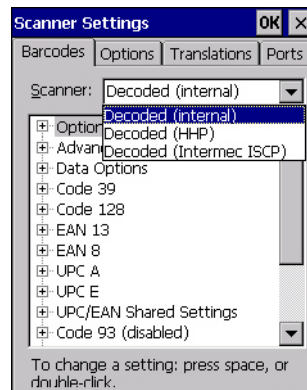 Scanner Settings OK ×
Barcodes Options Translations Ports
Scanner: Decoded (internal)
Decoded (internal)
Decoded (HHP)
Decoded (Intermec ISCP)
Option
Advan
Data Options
Code 39
Code 128
EAN 13
EAN 8
UPC A
UPC E
UPC/EAN Shared Settings
Code 93 (disabled)
To change a setting: press space, or
double-click.